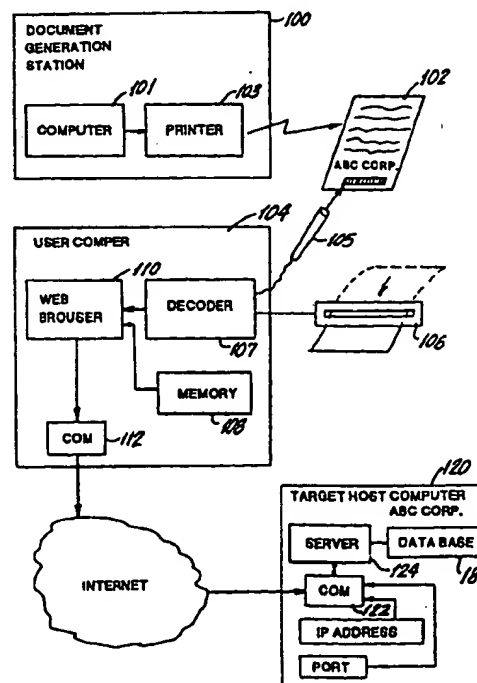 DOCUMENT
GENERATION
STATION
100
101
103
COMPUTER
PRINTER
102
ABC CORP.
104
USER COMPER
105
110
WEB
BROUSER
DECODER
107
106
MEMORY
108
COM
112
120
TARGET HOST COMPUTER
ABC CORP.
SERVER
DATA BASE
124
18
INTERNET
COM
122
IP ADDRESS
PORT